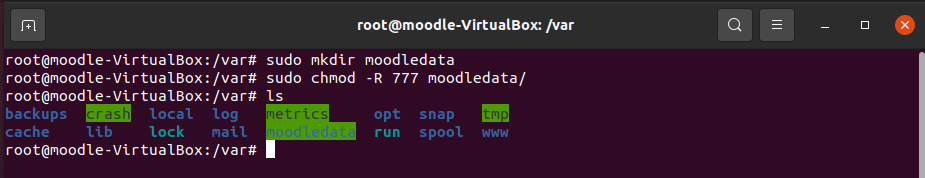 root@moodle-VirtualBox: /var
root@moodle-VirtualBox:/var# sudo mkdir moodledata
root@moodle-VirtualBox:/var# sudo chmod -R 777 moodledata/
root@moodle-VirtualBox:/var# ls
backups crash local log metrics opt snap tmp
cache lib lock mail moodledata run spool www
root@moodle-VirtualBox:/var#